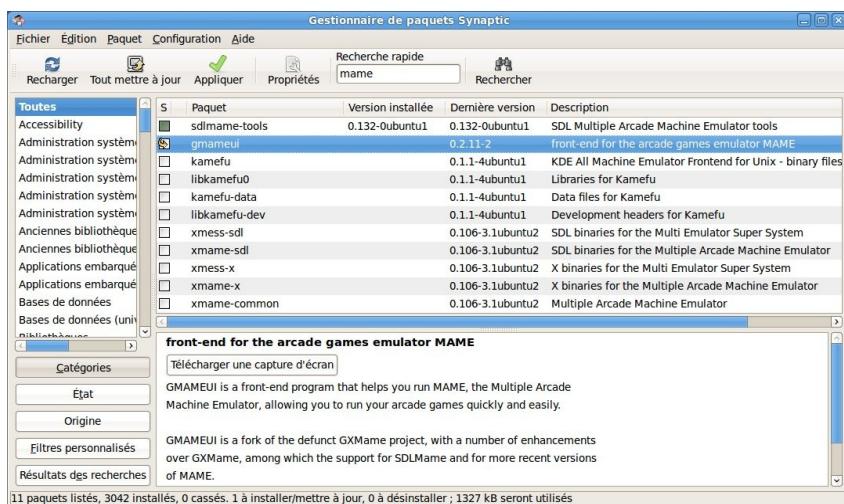 Gestionnaire de paquets Synaptic
Fichier Édition Paquet Configuration Aide
Recharger Tout mettre à jour Appliquer Propriétés Recherche rapide mame Rechercher
Toutes
Accessibility
Administration systèm
Administration systèm
Administration systèm
Administration systèm
Administration systèm
Anciennes bibliothèque
Anciennes bibliothèque
Applications embarqué
Applications embarqué
Bases de données
Bases de données (univ
Bibliothèques
S Paquet Version installée Dernière version Description
sdlmame-tools 0.132-0ubuntu1 0.132-0ubuntu1 SDL Multiple Arcade Machine Emulator tools
gmameui 0.2.11-2 front-end for the arcade games emulator MAME
kamefu 0.1.1-4ubuntu1 KDE All Machine Emulator Frontend for Unix - binary files
libkamefu0 0.1.1-4ubuntu1 Libraries for Kamefu
kamefu-data 0.1.1-4ubuntu1 Data files for Kamefu
libkamefu-dev 0.1.1-4ubuntu1 Development headers for Kamefu
xmess-sdl 0.106-3.1ubuntu2 SDL binaries for the Multi Emulator Super System
xmame-sdl 0.106-3.1ubuntu2 SDL binaries for the Multiple Arcade Machine Emulator
xmess-x 0.106-3.1ubuntu2 X binaries for the Multi Emulator Super System
xmame-x 0.106-3.1ubuntu2 X binaries for the Multiple Arcade Machine Emulator
xmame-common 0.106-3.1ubuntu2 Multiple Arcade Machine Emulator
Catégories
État
Origine
Filtres personnalisés
Résultats des recherches
front-end for the arcade games emulator MAME
Télécharger une capture d'écran
GMAMEUI is a front-end program that helps you run MAME, the Multiple Arcade
Machine Emulator, allowing you to run your arcade games quickly and easily.
GMAMEUI is a fork of the defunct GXMame project, with a number of enhancements
over GXMame, among which the support for SDLMame and for more recent versions
of MAME.
11 paquets listés, 3042 installés, 0 cassés. 1 à installer/mettre à jour, 0 à désinstaller ; 1327 kB seront utilisés